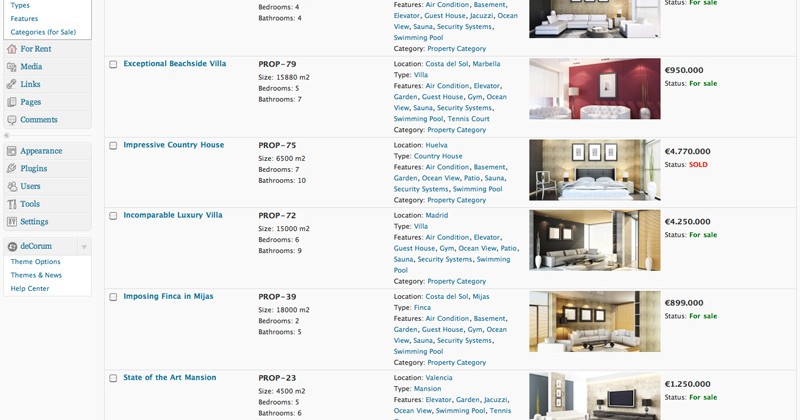 Types
Features
Categories (for Sale)
For Rent
Media
Links
Pages
Comments
Appearance
Plugins
Users
Tools
Settings
deCorum
Theme Options
Themes & News
Help Center
Bedrooms: 4
Bathrooms: 4
Features: Air Condition, Basement,
Elevator, Guest House, Jacuzzi, Ocean
View, Sauna, Security Systems,
Swimming Pool
Category: Property Category
Status: For sale
Exceptional Beachside Villa
PROP-79
Size: 15880 m2
Bedrooms: 5
Bathrooms: 7
Location: Costa del Sol, Marbella
Type: Villa
Features: Air Condition, Elevator,
Garden, Guest House, Gym, Ocean
View, Sauna, Security Systems,
Swimming Pool, Tennis Court
Category: Property Category
€950.000
Status: For sale
Impressive Country House
PROP-75
Size: 6500 m2
Bedrooms: 7
Bathrooms: 10
Location: Huelva
Type: Country House
Features: Air Condition, Basement,
Garden, Ocean View, Patio, Sauna,
Security Systems, Swimming Pool
Category: Property Category
€4.770.000
Status: SOLD
Incomparable Luxury Villa
PROP-72
Size: 15000 m2
Bedrooms: 6
Bathrooms: 9
Location: Madrid
Type: Villa
Features: Air Condition, Elevator,
Guest House, Gym, Ocean View, Patio,
Sauna, Security Systems, Swimming
Pool
Category: Property Category
€4.250.000
Status: For sale
Imposing Finca in Mijas
PROP-39
Size: 18000 m2
Bedrooms: 2
Bathrooms: 5
Location: Costa del Sol, Mijas
Type: Finca
Features: Air Condition, Basement,
Garden, Guest House, Gym, Ocean
View, Sauna, Security Systems,
Swimming Pool
Category: Property Category
€899.000
Status: For sale
State of the Art Mansion
PROP-23
Size: 4500 m2
Bedrooms: 5
Bathrooms: 6
Location: Valencia
Type: Mansion
Features: Elevator, Garden, Jacuzzi,
Ocean View, Swimming Pool, Tennis
€1.250.000
Status: For sale